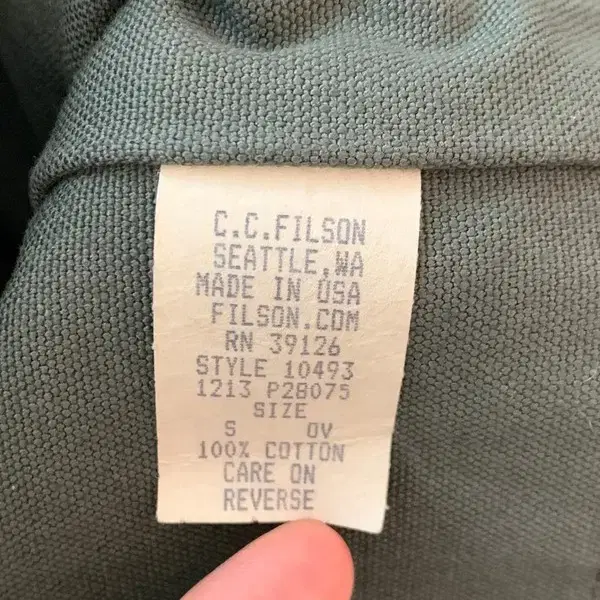 C.C.FILSON
SEATTLE,WA
MADE IN USA
FILSON.COM
RN 39126
STYLE 10493
1213 P28075
SIZE
S OV
100% COTTON
CARE ON
REVERSE